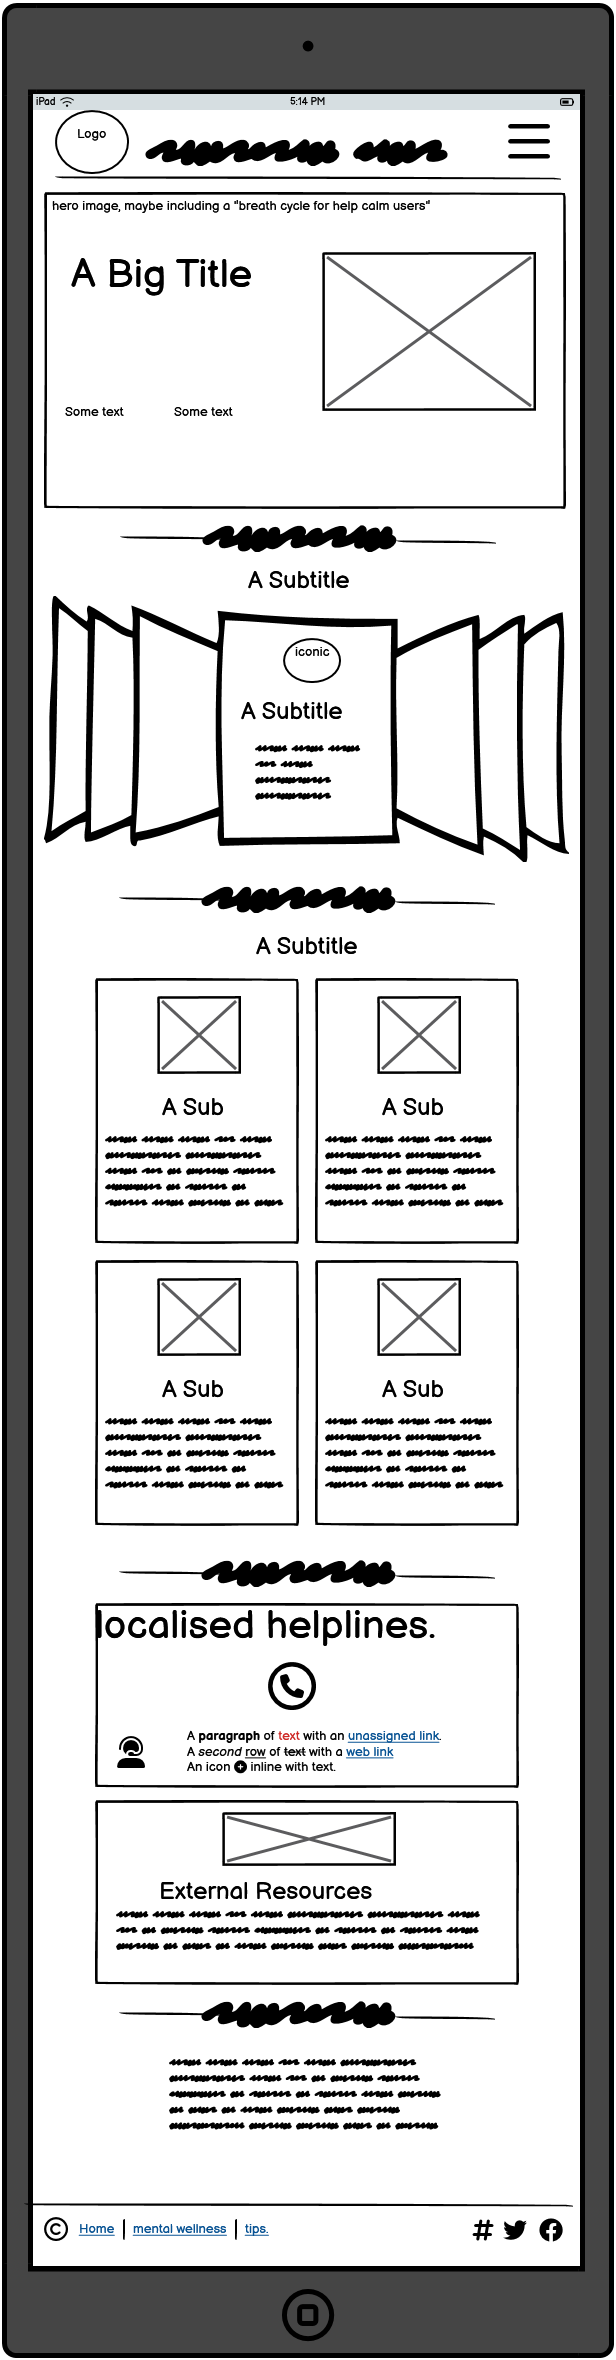 iPad 5:14 PM
Logo
hero image, maybe including a "breath cycle for help calm users"
A Big Title
Some text Some text
A Subtitle
iconic
A Subtitle
A Subtitle
A Sub A Sub
A Sub A Sub
localised helplines.
A paragraph of text with an unassigned link.
A second row of text with a web link
An icon inline with text.
External Resources
© Home | mental wellness | tips. #